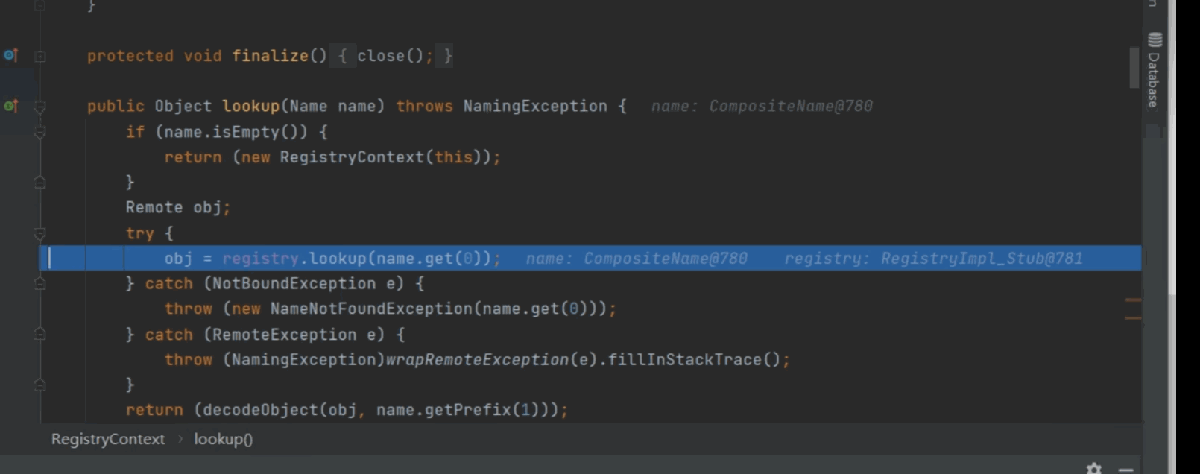 }
protected void finalize() { close(); }
public Object lookup(Name name) throws NamingException {   name: CompositeName@780
if (name.isEmpty()) {
return (new RegistryContext(this));
}
Remote obj;
try {
obj = registry.lookup(name.get(0));   name: CompositeName@780   registry: RegistryImpl_Stub@781
} catch (NotBoundException e) {
throw (new NameNotFoundException(name.get(0)));
} catch (RemoteException e) {
throw (NamingException)wrapRemoteException(e).fillInStackTrace();
}
return (decodeObject(obj, name.getPrefix(1)));
RegistryContext › lookup()
Database